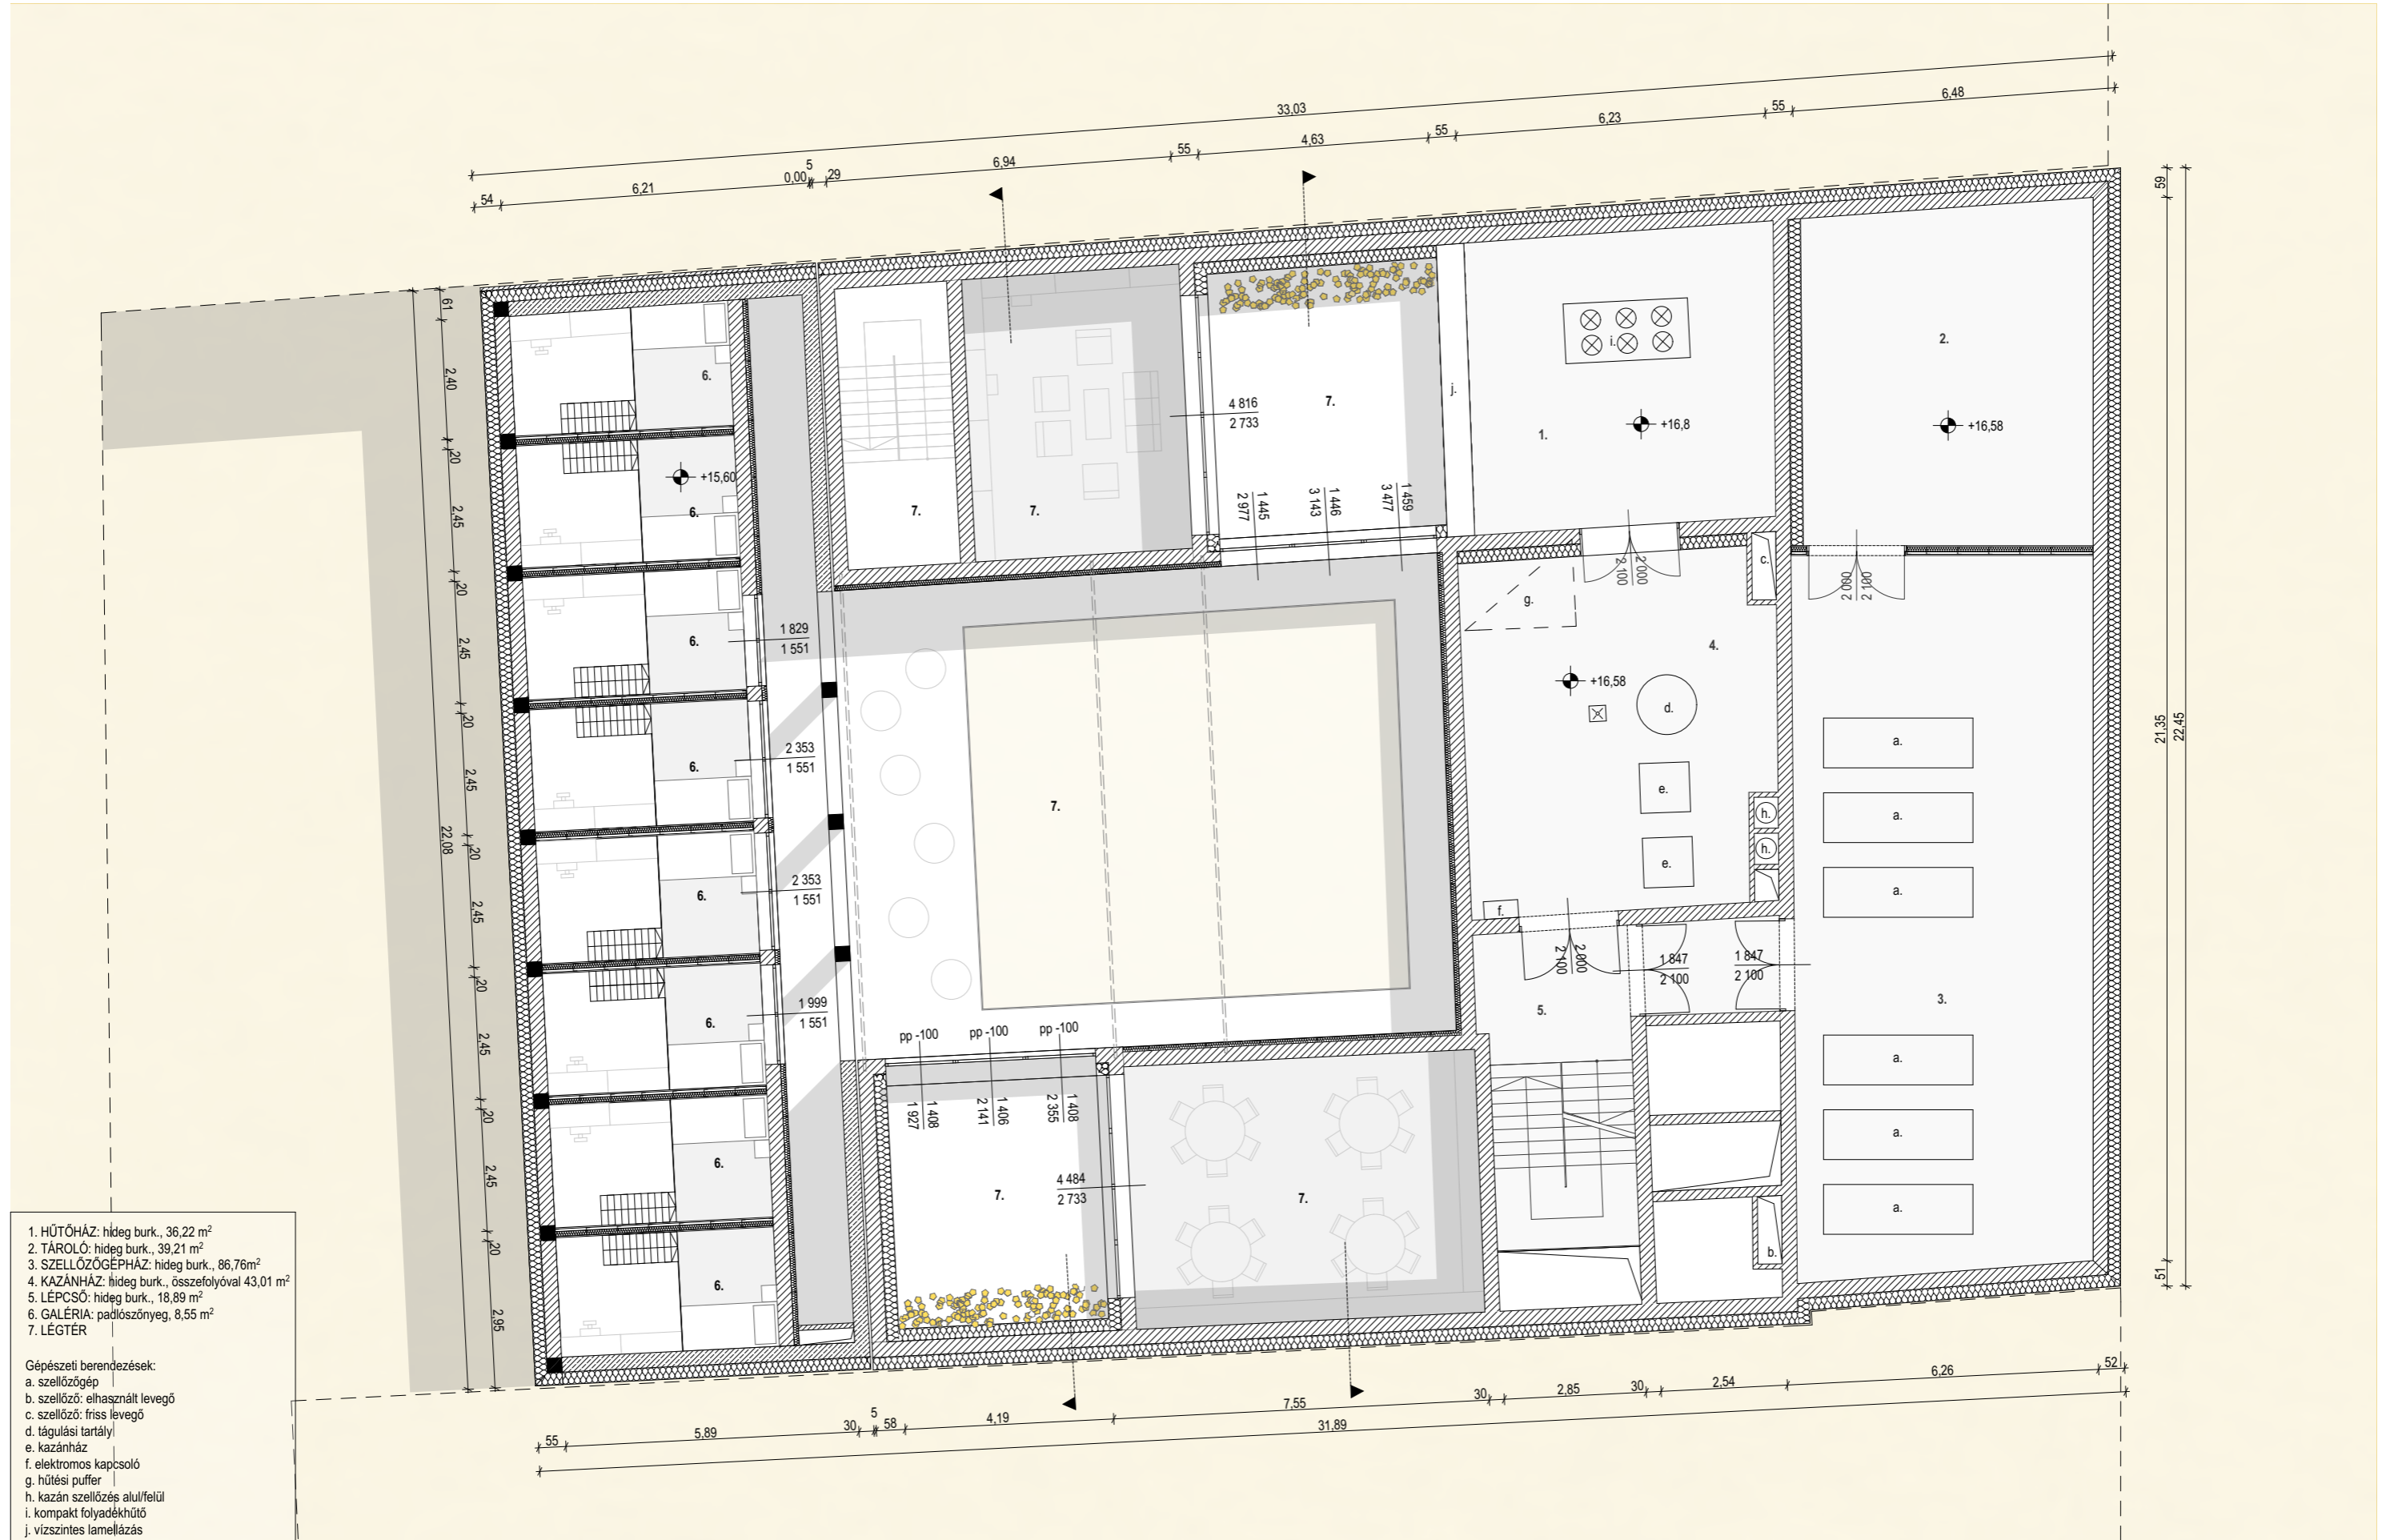 33,03
54
6,21
0,00
5
29
6,94
55
4,63
55
6,23
55
6,48
59
21,35
22,45
51
61
2,40
20
2,45
20
2,45
20
2,45
20
2,45
20
2,45
20
2,45
20
2,95
22,08
6.
+15,60
6.
6.
6.
6.
6.
6.
6.
1 829
1 551
2 353
1 551
2 353
1 551
1 999
1 551
7.
7.
4 816
2 733
7.
1 445
2 977
1 446
3 143
1 459
3 477
j.
i.
1.
+16,8
2.
+16,58
2 000
2 100
c.
2 000
2 100
g.
4.
+16,58
d.
e.
e.
h.
h.
f.
7.
2 000
2 100
1 847
2 100
1 847
2 100
5.
3.
a.
a.
a.
a.
a.
a.
b.
pp -100
pp -100
pp -100
1 408
1 927
1 406
2 141
1 408
2 355
7.
4 484
2 733
7.
55
5,89
30
5
58
4,19
7,55
30
2,85
30
2,54
6,26
52
31,89
1. HŰTŐHÁZ: hideg burk., 36,22 m²
2. TÁROLÓ: hideg burk., 39,21 m²
3. SZELLŐZŐGÉPHÁZ: hideg burk., 86,76m²
4. KAZÁNHÁZ: hideg burk., összefolyóval 43,01 m²
5. LÉPCSŐ: hideg burk., 18,89 m²
6. GALÉRIA: padlószőnyeg, 8,55 m²
7. LÉGTÉR
Gépészeti berendezések:
a. szellőzőgép
b. szellőző: elhasznált levegő
c. szellőző: friss levegő
d. tágulási tartály
e. kazánház
f. elektromos kapcsoló
g. hűtési puffer
h. kazán szellőzés alul/felül
i. kompakt folyadékhűtő
j. vízszintes lamellázás